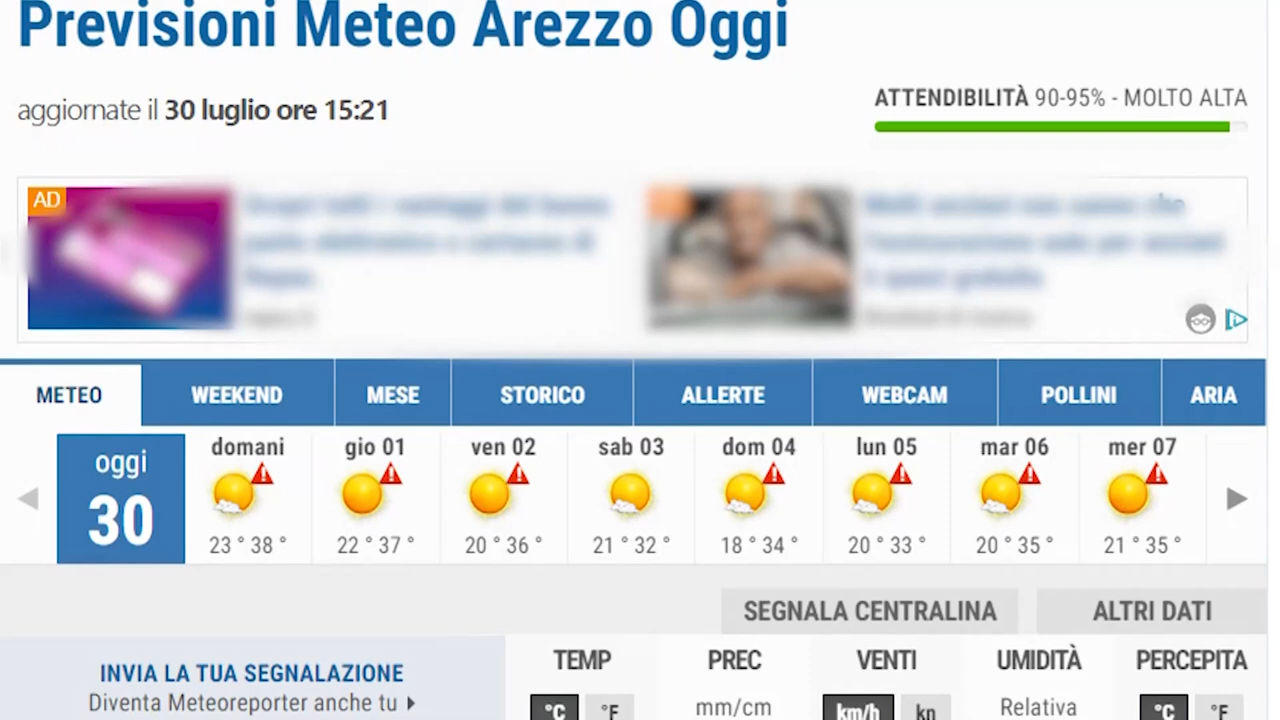 Previsioni Meteo Arezzo Oggi
aggiornate il 30 luglio ore 15:21
ATTENDIBILITÀ 90-95% - MOLTO ALTA
AD
METEO WEEKEND MESE STORICO ALLERTE WEBCAM POLLINI ARIA
oggi domani gio 01 ven 02 sab 03 dom 04 lun 05 mar 06 mer 07
30
23 ° 38 ° 22 ° 37 ° 20 ° 36 ° 21 ° 32 ° 18 ° 34 ° 20 ° 33 ° 20 ° 35 ° 21 ° 35 °
SEGNALA CENTRALINA ALTRI DATI
INVIA LA TUA SEGNALAZIONE
Diventa Meteoreporter anche tu
TEMP PREC VENTI UMIDITÀ PERCEPITA
°C °F mm/cm km/h kn Relativa °C °F